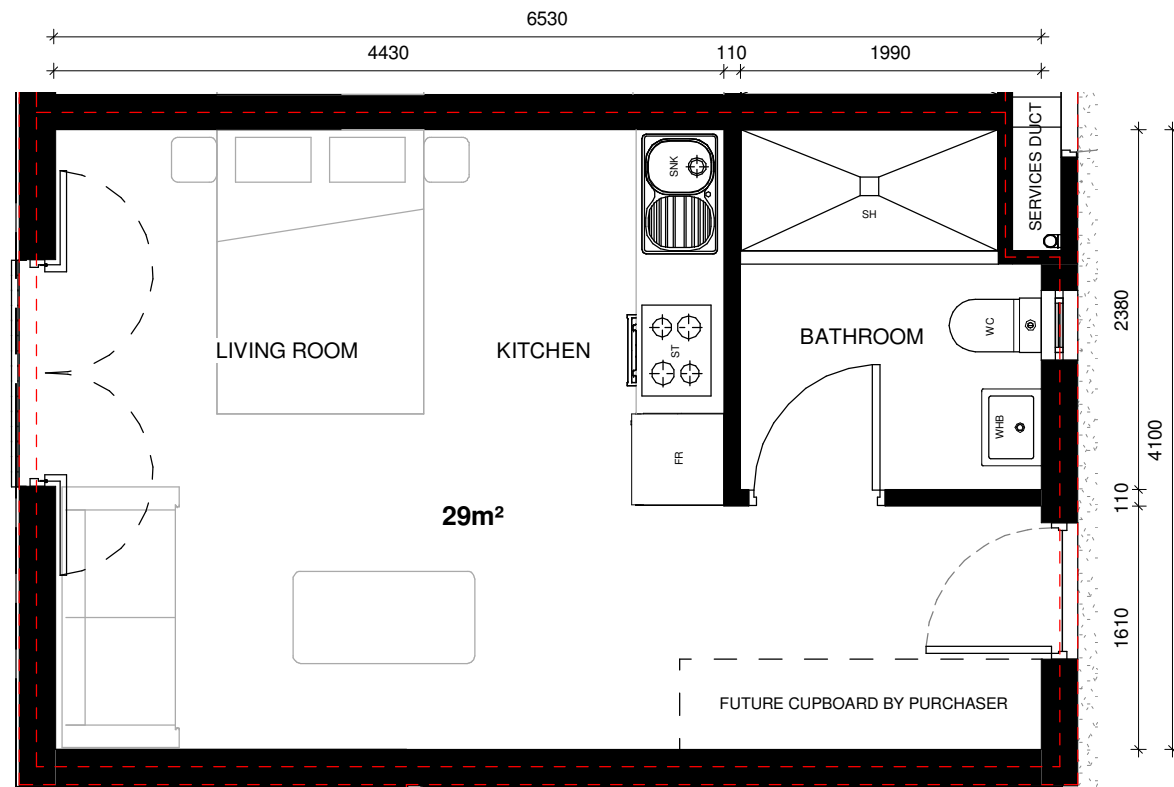 6530
4430
110
1990
SERVICES DUCT
SNK
SH
2380
LIVING ROOM
KITCHEN
ST
BATHROOM
WC
4100
WHB
FR
29m²
110
1610
FUTURE CUPBOARD BY PURCHASER